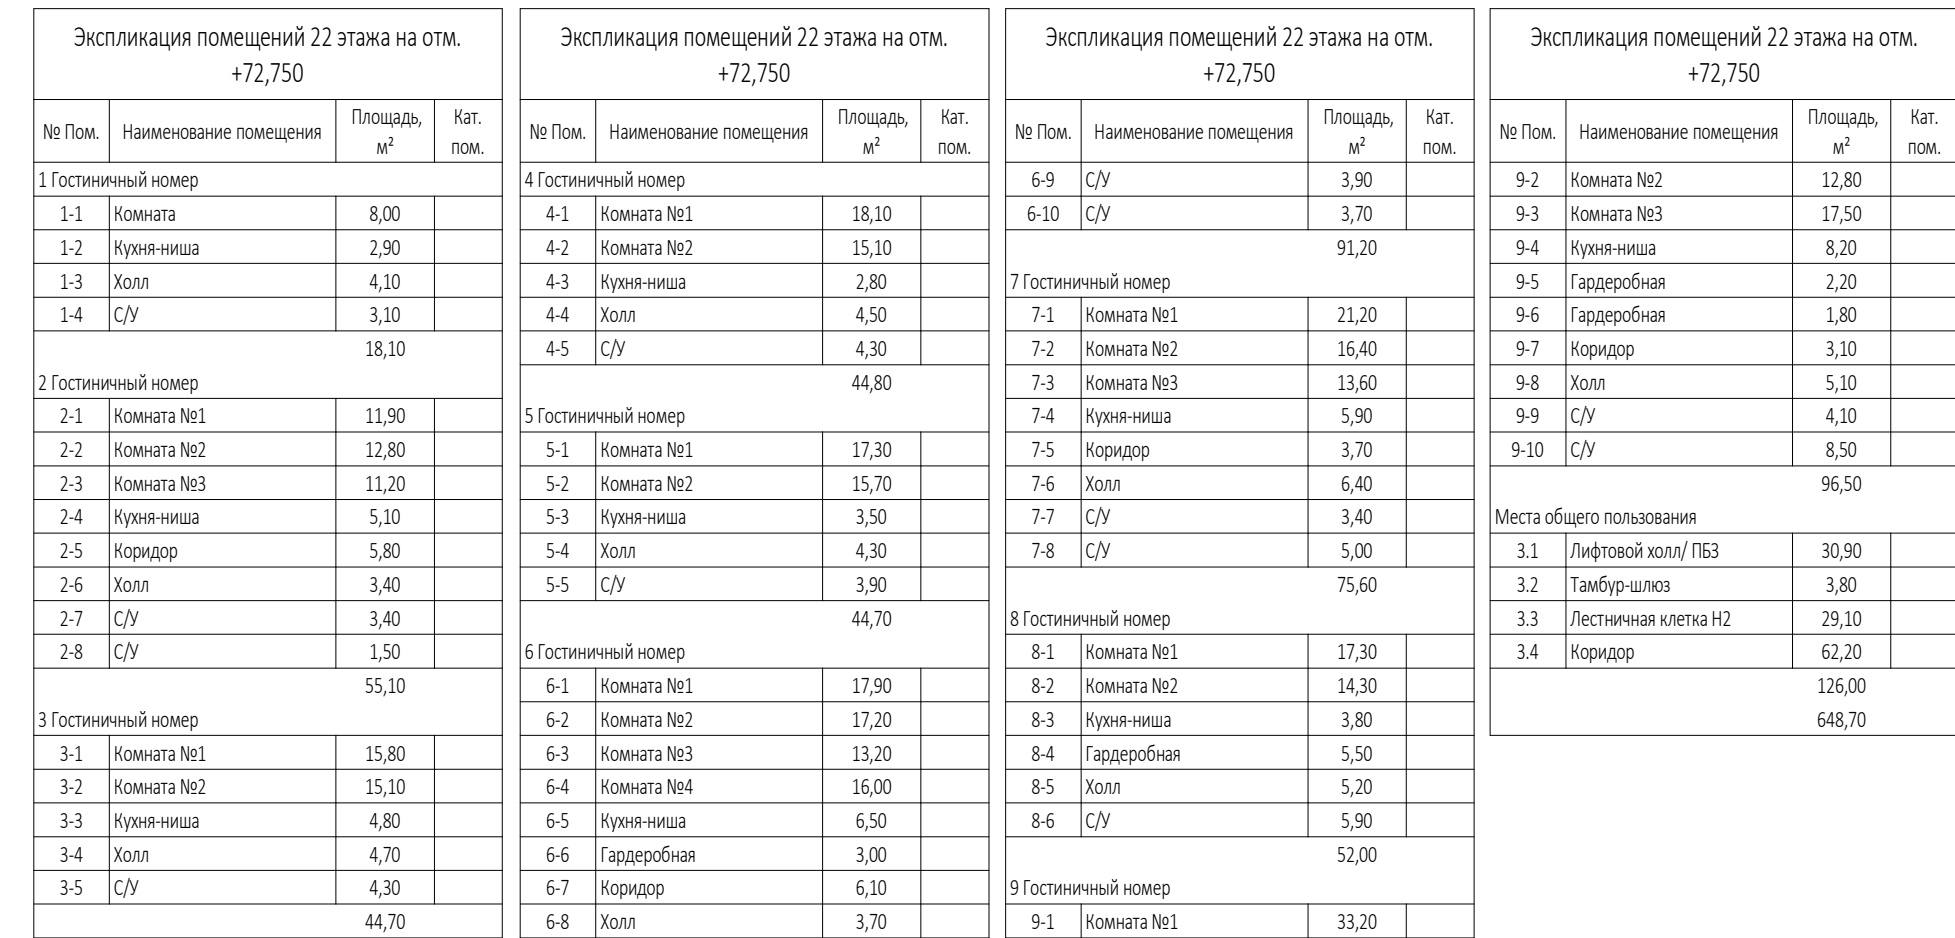 Экспликация помещений 22 этажа на отм.
+72,750
№ Пом. Наименование помещения Площадь, м² Кат. пом.
1 Гостиничный номер
1-1 Комната 8,00
1-2 Кухня-ниша 2,90
1-3 Холл 4,10
1-4 С/У 3,10
18,10
2 Гостиничный номер
2-1 Комната №1 11,90
2-2 Комната №2 12,80
2-3 Комната №3 11,20
2-4 Кухня-ниша 5,10
2-5 Коридор 5,80
2-6 Холл 3,40
2-7 С/У 3,40
2-8 С/У 1,50
55,10
3 Гостиничный номер
3-1 Комната №1 15,80
3-2 Комната №2 15,10
3-3 Кухня-ниша 4,80
3-4 Холл 4,70
3-5 С/У 4,30
44,70
Экспликация помещений 22 этажа на отм.
+72,750
№ Пом. Наименование помещения Площадь, м² Кат. пом.
4 Гостиничный номер
4-1 Комната №1 18,10
4-2 Комната №2 15,10
4-3 Кухня-ниша 2,80
4-4 Холл 4,50
4-5 С/У 4,30
44,80
5 Гостиничный номер
5-1 Комната №1 17,30
5-2 Комната №2 15,70
5-3 Кухня-ниша 3,50
5-4 Холл 4,30
5-5 С/У 3,90
44,70
6 Гостиничный номер
6-1 Комната №1 17,90
6-2 Комната №2 17,20
6-3 Комната №3 13,20
6-4 Комната №4 16,00
6-5 Кухня-ниша 6,50
6-6 Гардеробная 3,00
6-7 Коридор 6,10
6-8 Холл 3,70
Экспликация помещений 22 этажа на отм.
+72,750
№ Пом. Наименование помещения Площадь, м² Кат. пом.
6-9 С/У 3,90
6-10 С/У 3,70
91,20
7 Гостиничный номер
7-1 Комната №1 21,20
7-2 Комната №2 16,40
7-3 Комната №3 13,60
7-4 Кухня-ниша 5,90
7-5 Коридор 3,70
7-6 Холл 6,40
7-7 С/У 3,40
7-8 С/У 5,00
75,60
8 Гостиничный номер
8-1 Комната №1 17,30
8-2 Комната №2 14,30
8-3 Кухня-ниша 3,80
8-4 Гардеробная 5,50
8-5 Холл 5,20
8-6 С/У 5,90
52,00
9 Гостиничный номер
9-1 Комната №1 33,20
Экспликация помещений 22 этажа на отм.
+72,750
№ Пом. Наименование помещения Площадь, м² Кат. пом.
9-2 Комната №2 12,80
9-3 Комната №3 17,50
9-4 Кухня-ниша 8,20
9-5 Гардеробная 2,20
9-6 Гардеробная 1,80
9-7 Коридор 3,10
9-8 Холл 5,10
9-9 С/У 4,10
9-10 С/У 8,50
96,50
Места общего пользования
3.1 Лифтовой холл/ ПБЗ 30,90
3.2 Тамбур-шлюз 3,80
3.3 Лестничная клетка Н2 29,10
3.4 Коридор 62,20
126,00
648,70